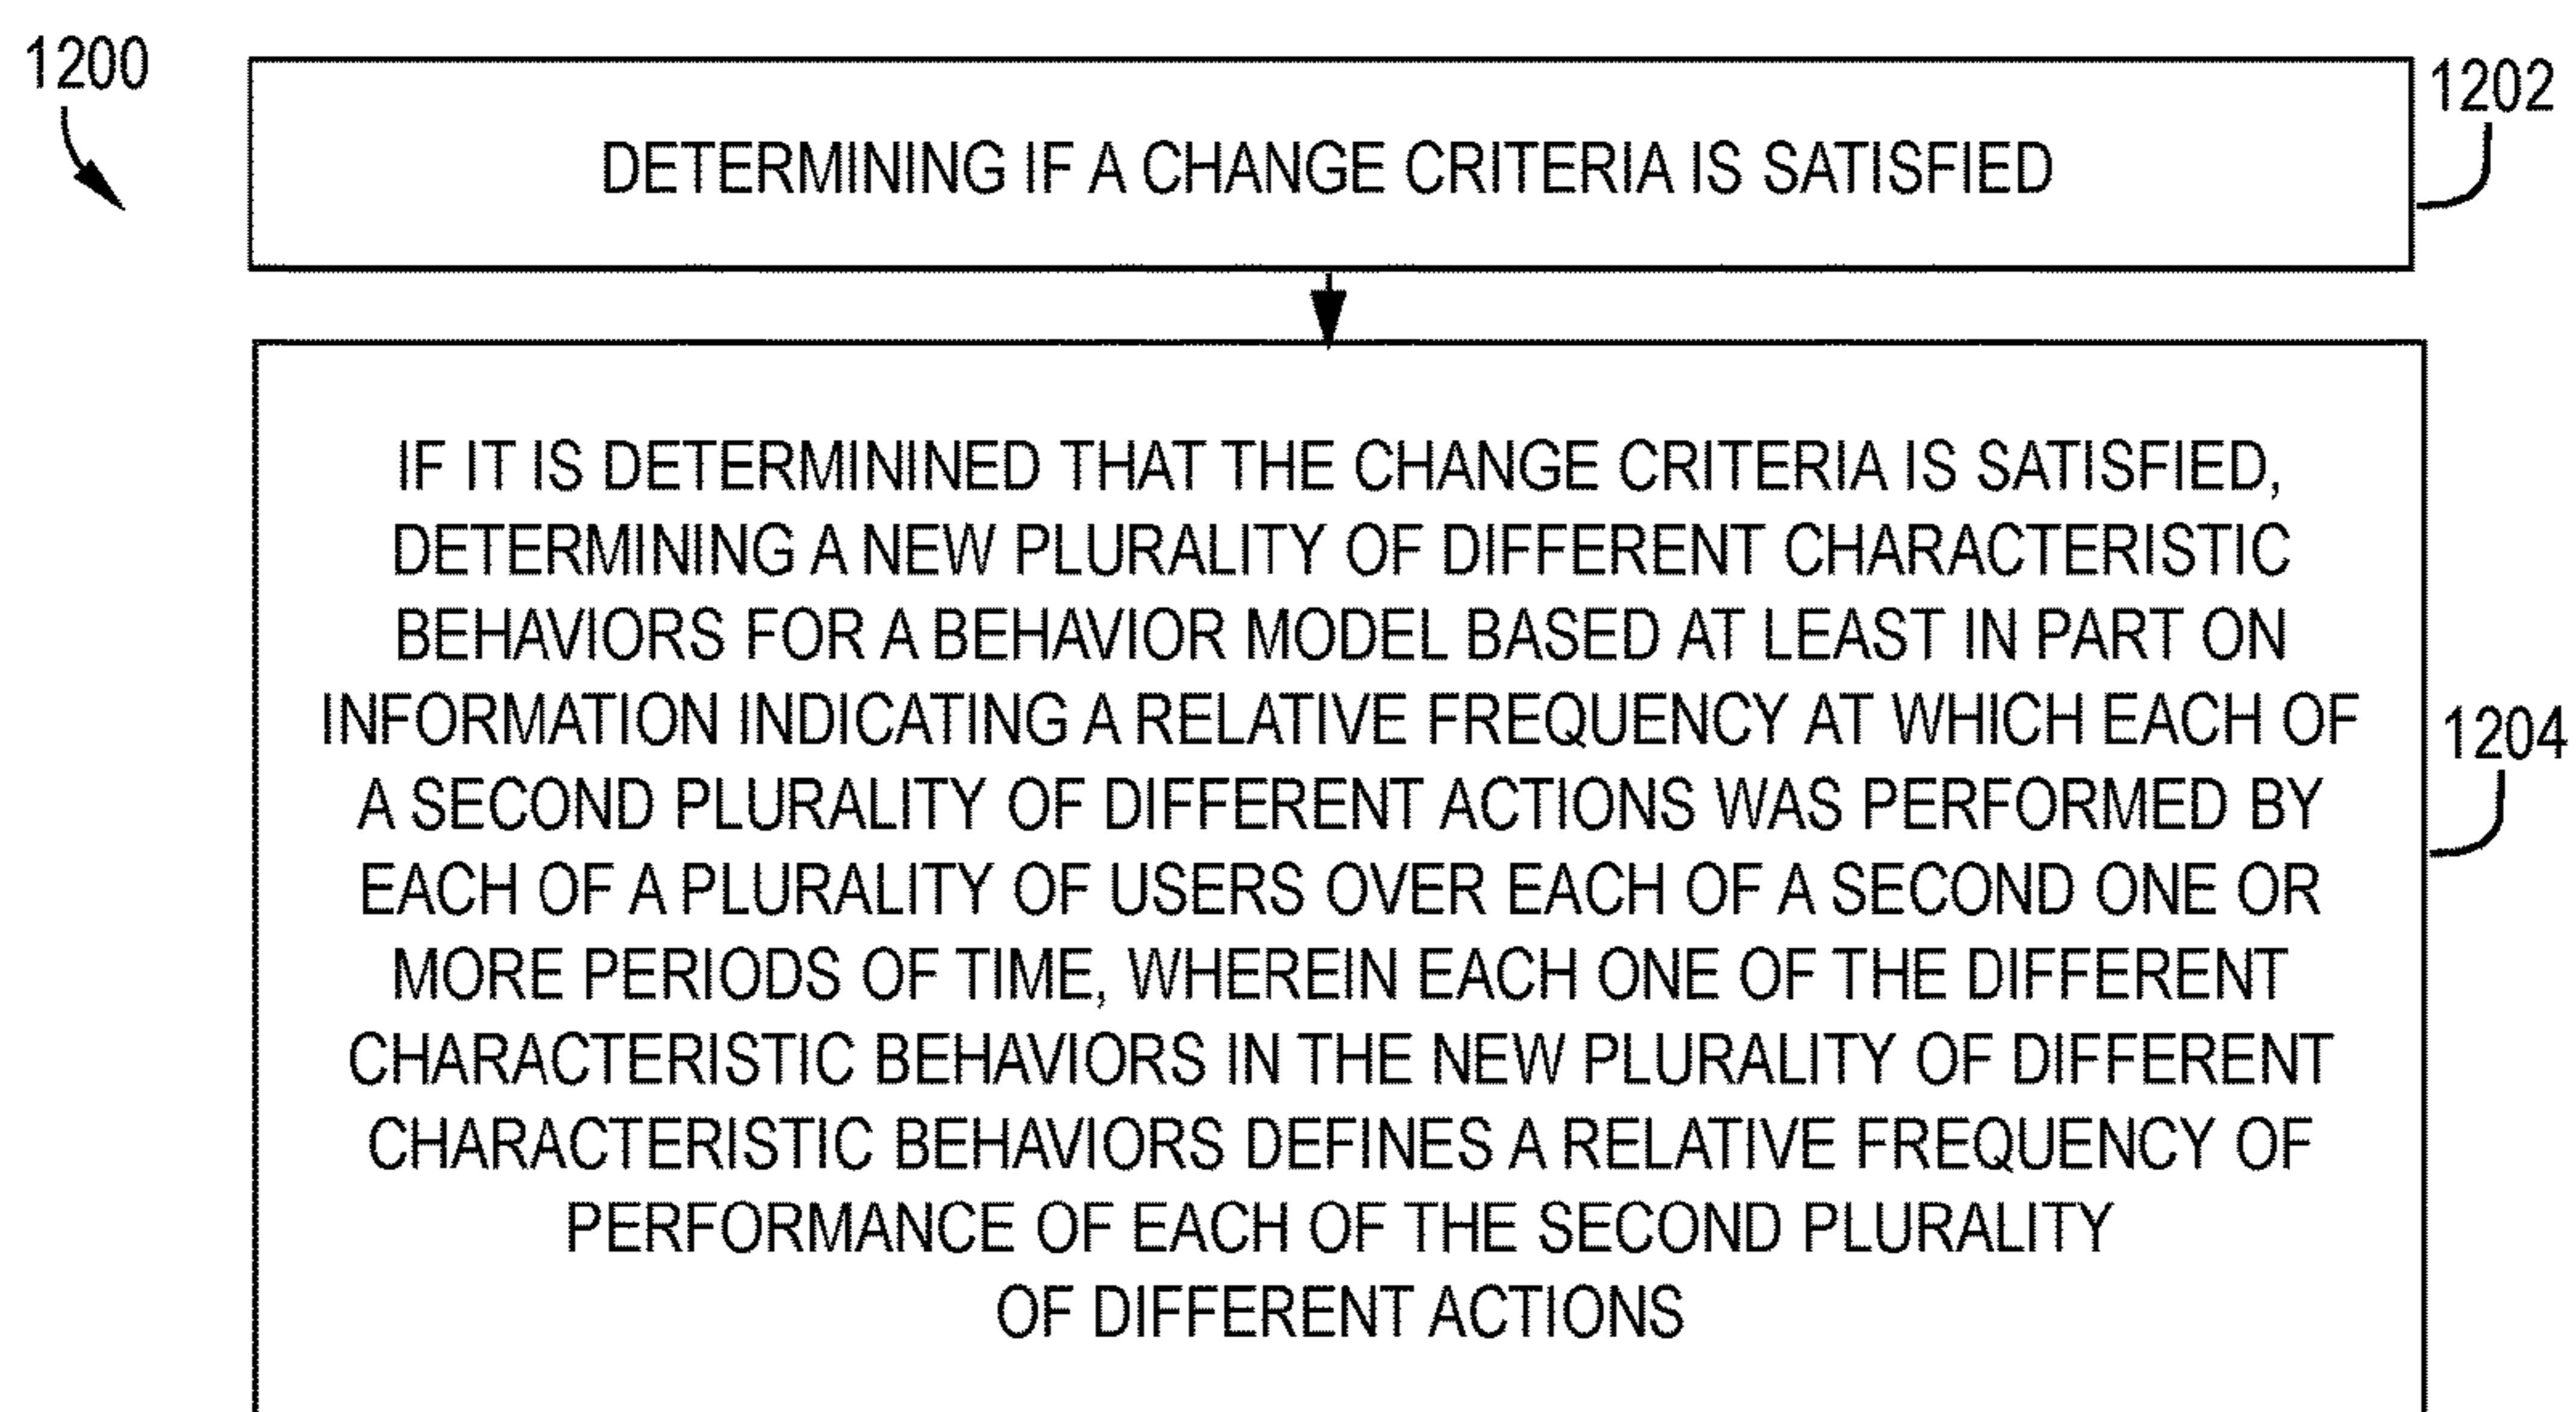 1200
1202
DETERMINING IF A CHANGE CRITERIA IS SATISFIED
IF IT IS DETERMININED THAT THE CHANGE CRITERIA IS SATISFIED,
DETERMINING A NEW PLURALITY OF DIFFERENT CHARACTERISTIC
BEHAVIORS FOR A BEHAVIOR MODEL BASED AT LEAST IN PART ON
INFORMATION INDICATING A RELATIVE FREQUENCY AT WHICH EACH OF
A SECOND PLURALITY OF DIFFERENT ACTIONS WAS PERFORMED BY
EACH OF A PLURALITY OF USERS OVER EACH OF A SECOND ONE OR
MORE PERIODS OF TIME, WHEREIN EACH ONE OF THE DIFFERENT
CHARACTERISTIC BEHAVIORS IN THE NEW PLURALITY OF DIFFERENT
CHARACTERISTIC BEHAVIORS DEFINES A RELATIVE FREQUENCY OF
PERFORMANCE OF EACH OF THE SECOND PLURALITY
OF DIFFERENT ACTIONS
1204